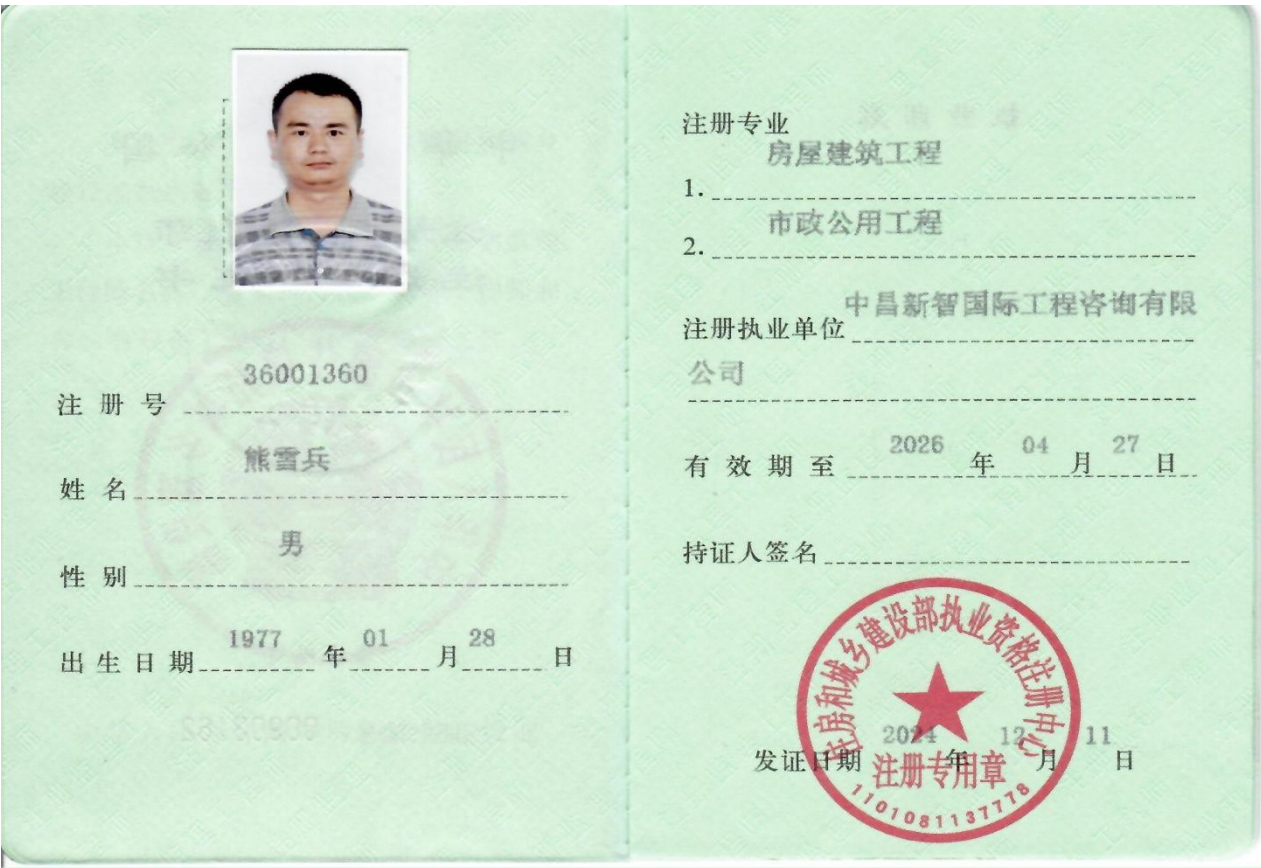 36001360
注 册 号
熊雪兵
姓 名
男
性 别
1977 年 01 月 28 日
出 生 日 期
注册专业
房屋建筑工程
1.
市政公用工程
2.
中昌新智国际工程咨询有限
注册执业单位
公司
有 效 期 至 2026 年 04 月 27 日
持证人签名
住房和城乡建设部执业资格注册中心
发证日期 2024 年 12 月 11 日
注册专用章
1101081137778